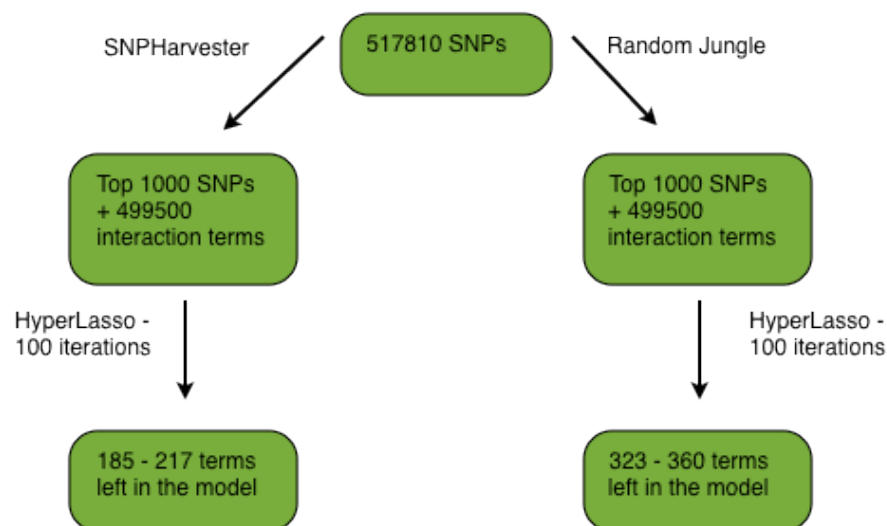 SNPHarvester
517810 SNPs
Random Jungle
Top 1000 SNPs
+ 499500
interaction terms
Top 1000 SNPs
+ 499500
interaction terms
HyperLasso -
100 iterations
HyperLasso -
100 iterations
185 - 217 terms
left in the model
323 - 360 terms
left in the model